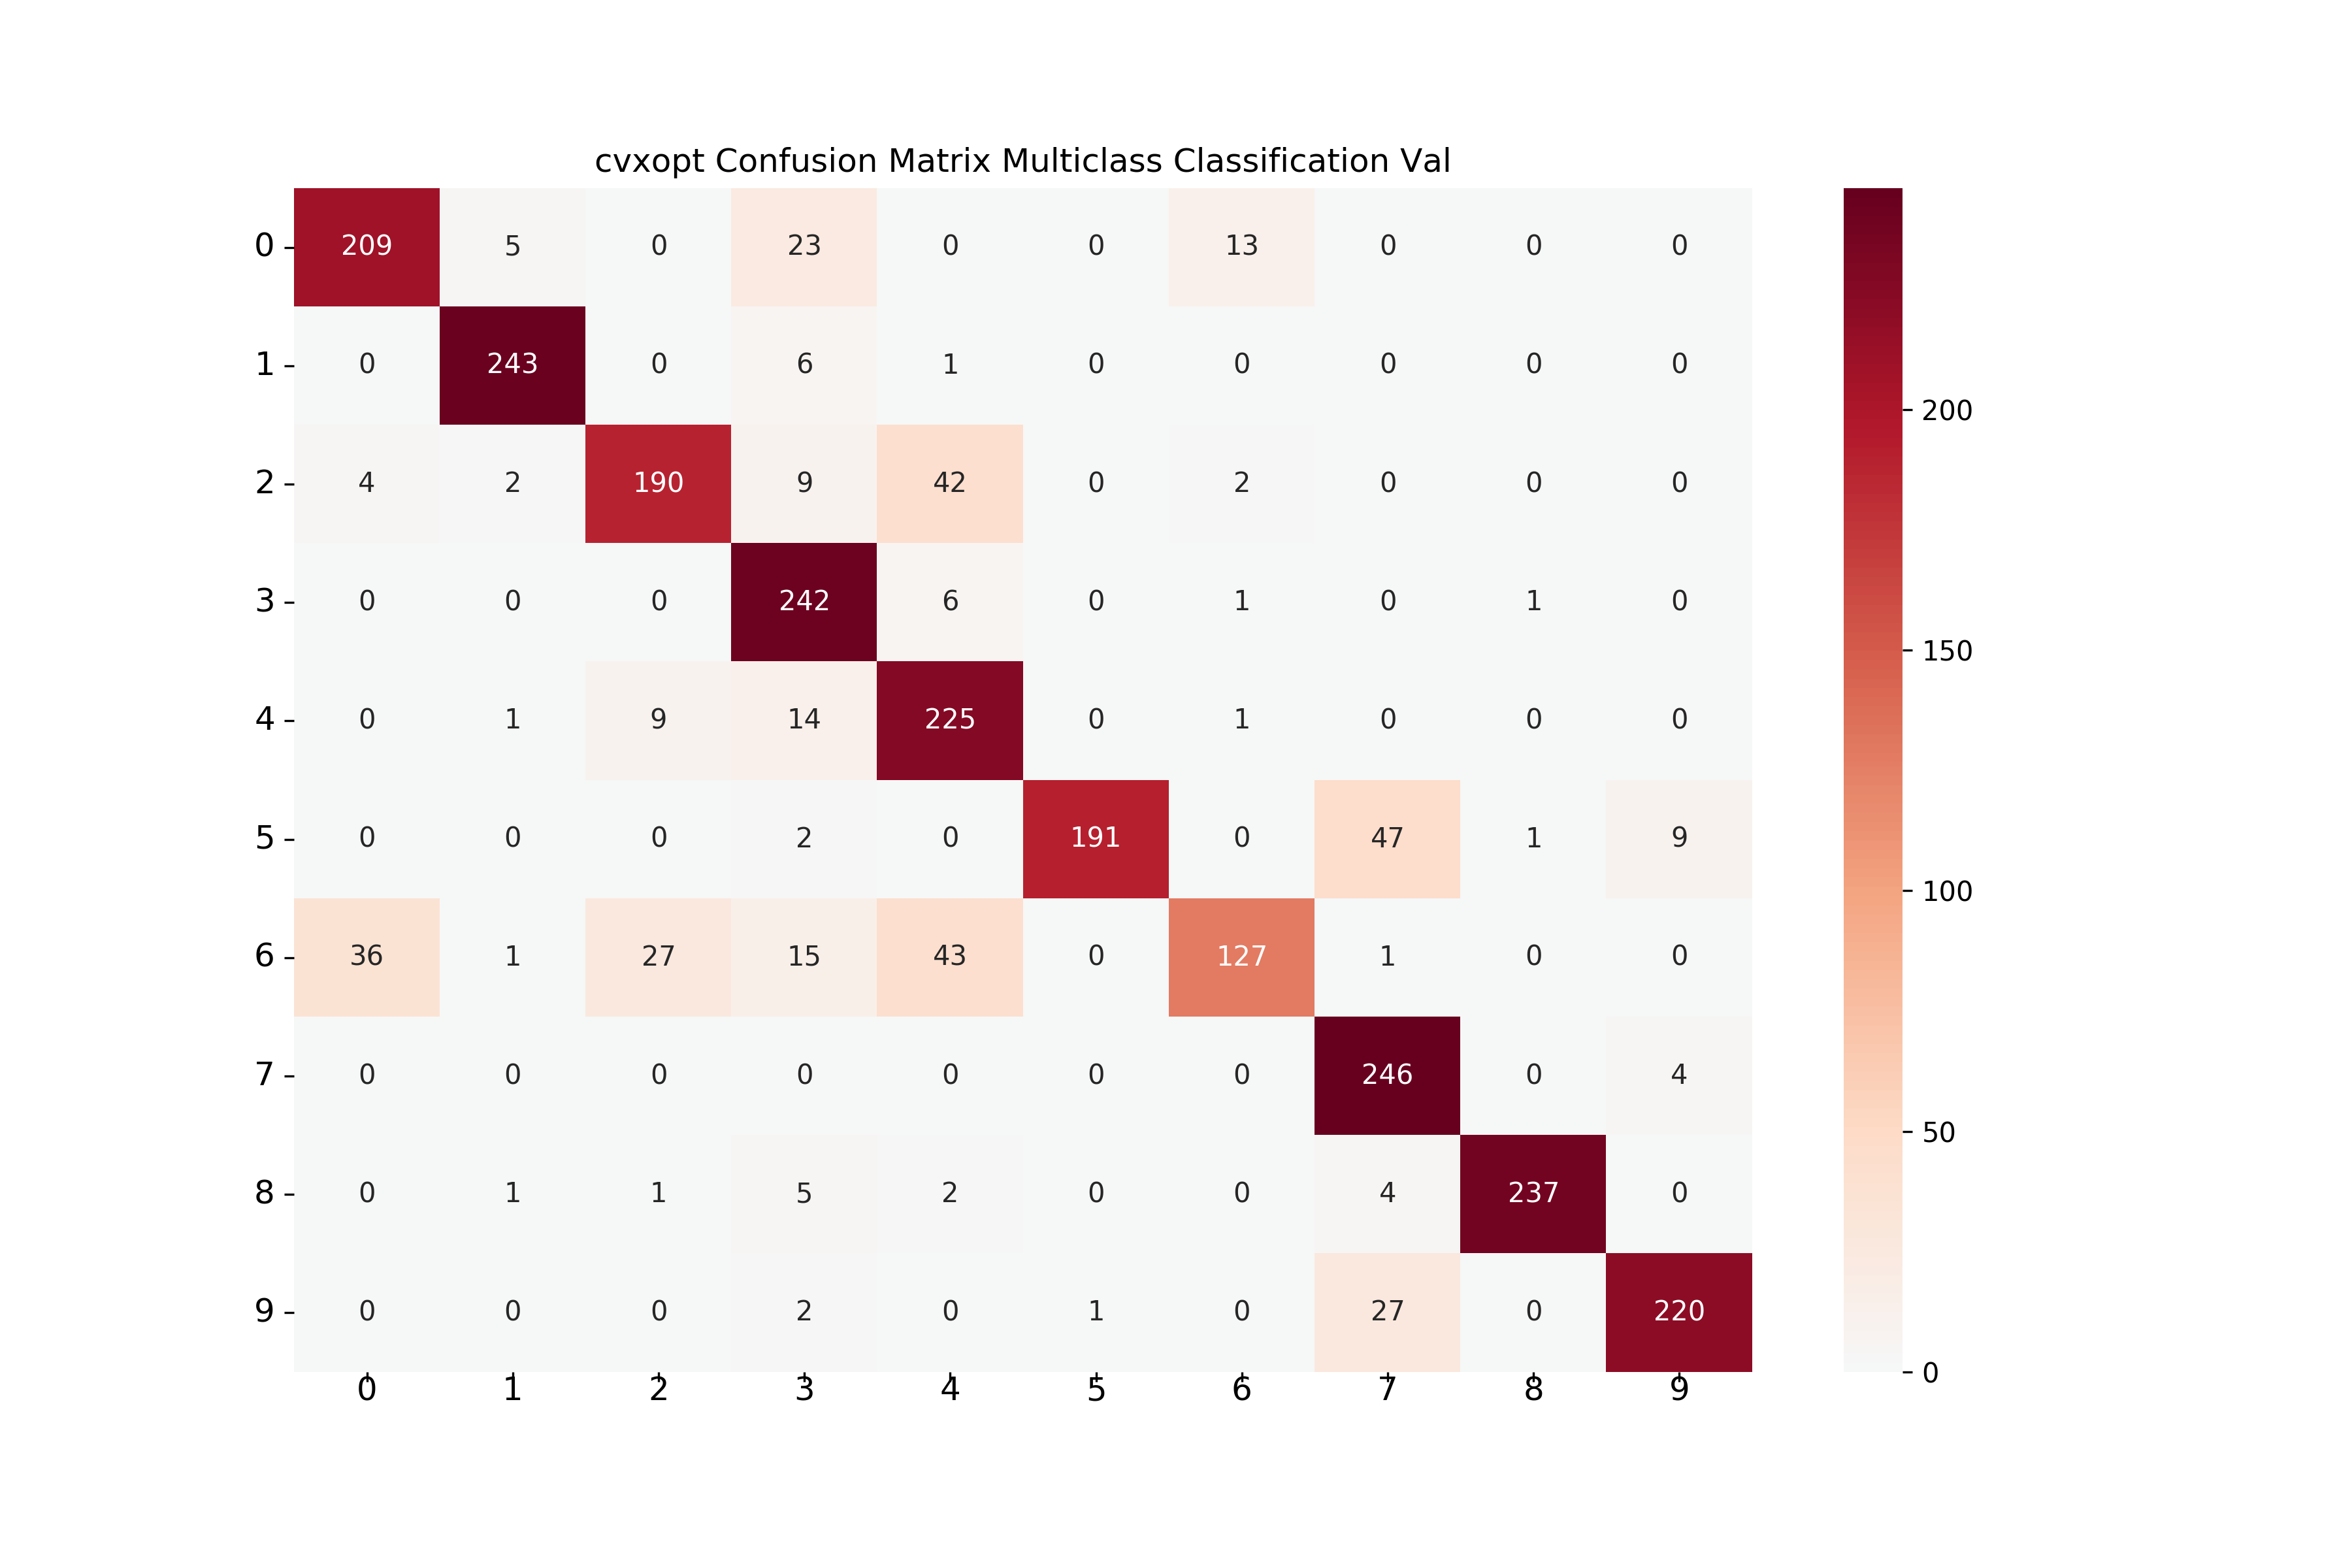 cvxopt Confusion Matrix Multiclass Classification Val
0 209 5 0 23 0 0 13 0 0 0
1 0 243 0 6 1 0 0 0 0 0
2 4 2 190 9 42 0 2 0 0 0
3 0 0 0 242 6 0 1 0 1 0
4 0 1 9 14 225 0 1 0 0 0
5 0 0 0 2 0 191 0 47 1 9
6 36 1 27 15 43 0 127 1 0 0
7 0 0 0 0 0 0 0 246 0 4
8 0 1 1 5 2 0 0 4 237 0
9 0 0 0 2 0 1 0 27 0 220
0 1 2 3 4 5 6 7 8 9
200
150
100
50
0